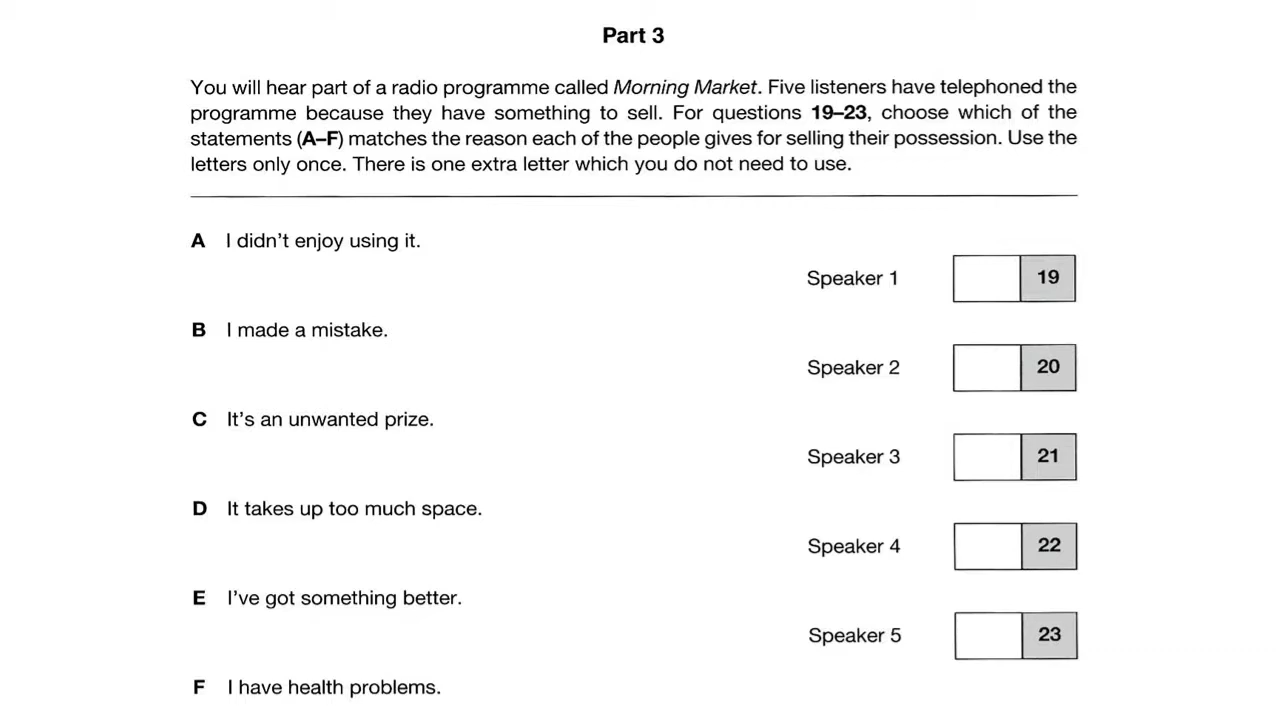 Part 3
You will hear part of a radio programme called Morning Market. Five listeners have telephoned the
programme because they have something to sell. For questions 19–23, choose which of the
statements (A–F) matches the reason each of the people gives for selling their possession. Use the
letters only once. There is one extra letter which you do not need to use.
A I didn't enjoy using it.
Speaker 1 19
B I made a mistake.
Speaker 2 20
C It's an unwanted prize.
Speaker 3 21
D It takes up too much space.
Speaker 4 22
E I've got something better.
Speaker 5 23
F I have health problems.